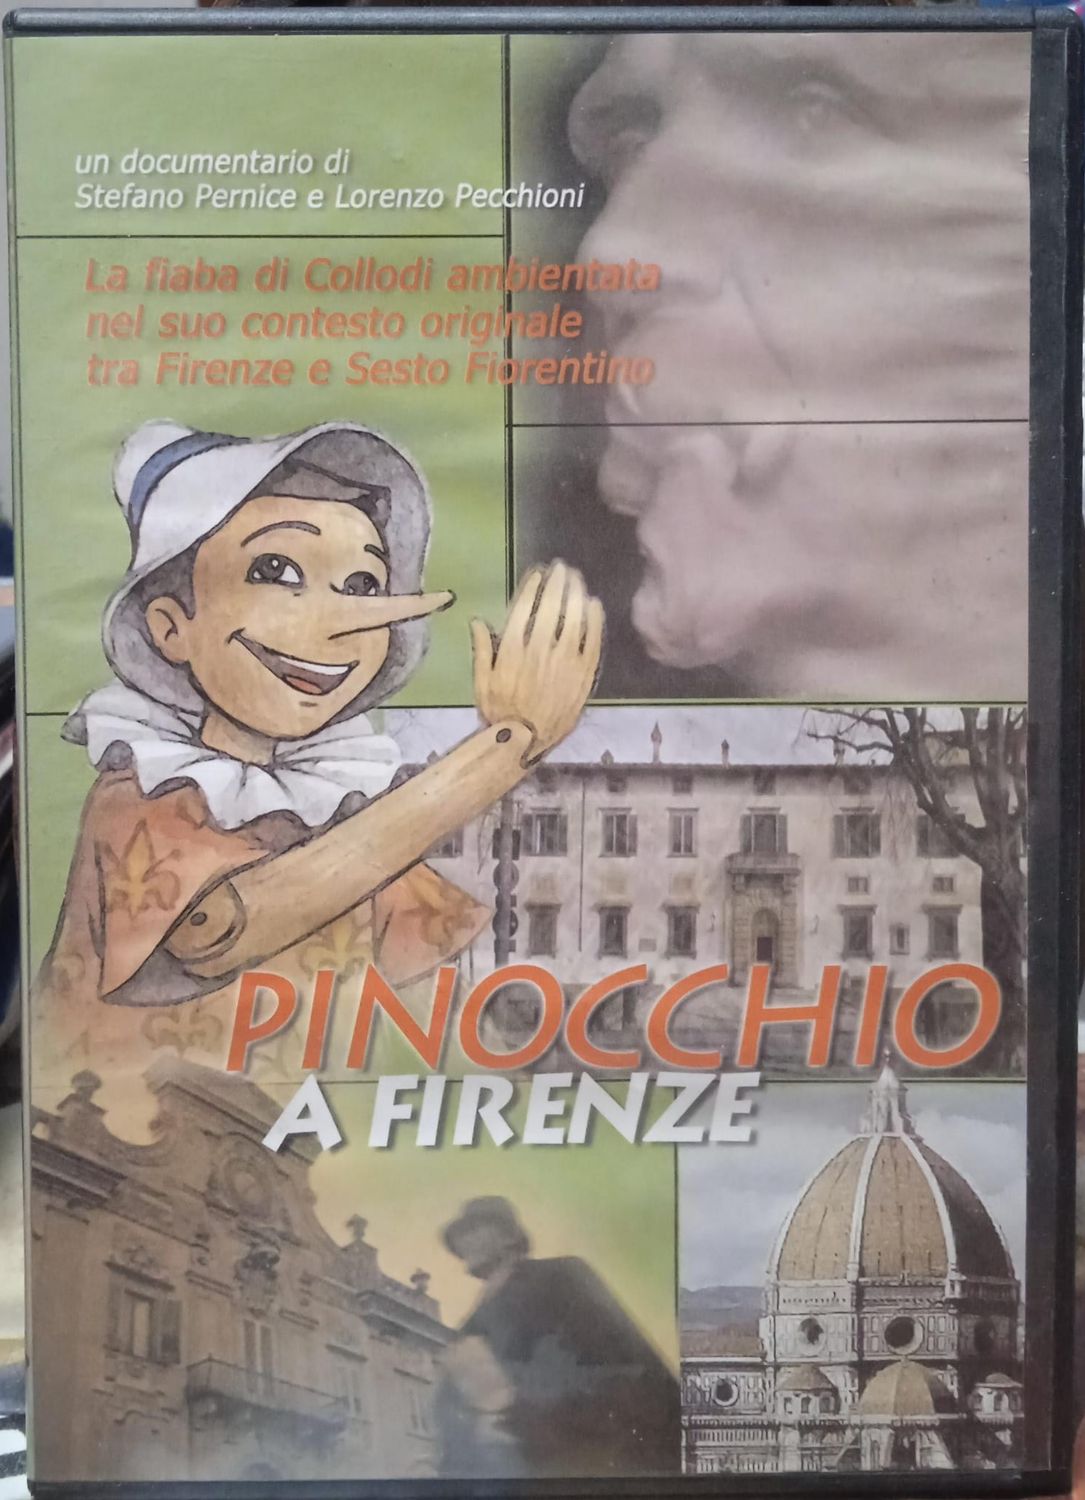 un documentario di
Stefano Pernice e Lorenzo Pecchioni
La fiaba di Collodi ambientata
nel suo contesto originale
tra Firenze e Sesto Fiorentino
PINOCCHIO
A FIRENZE